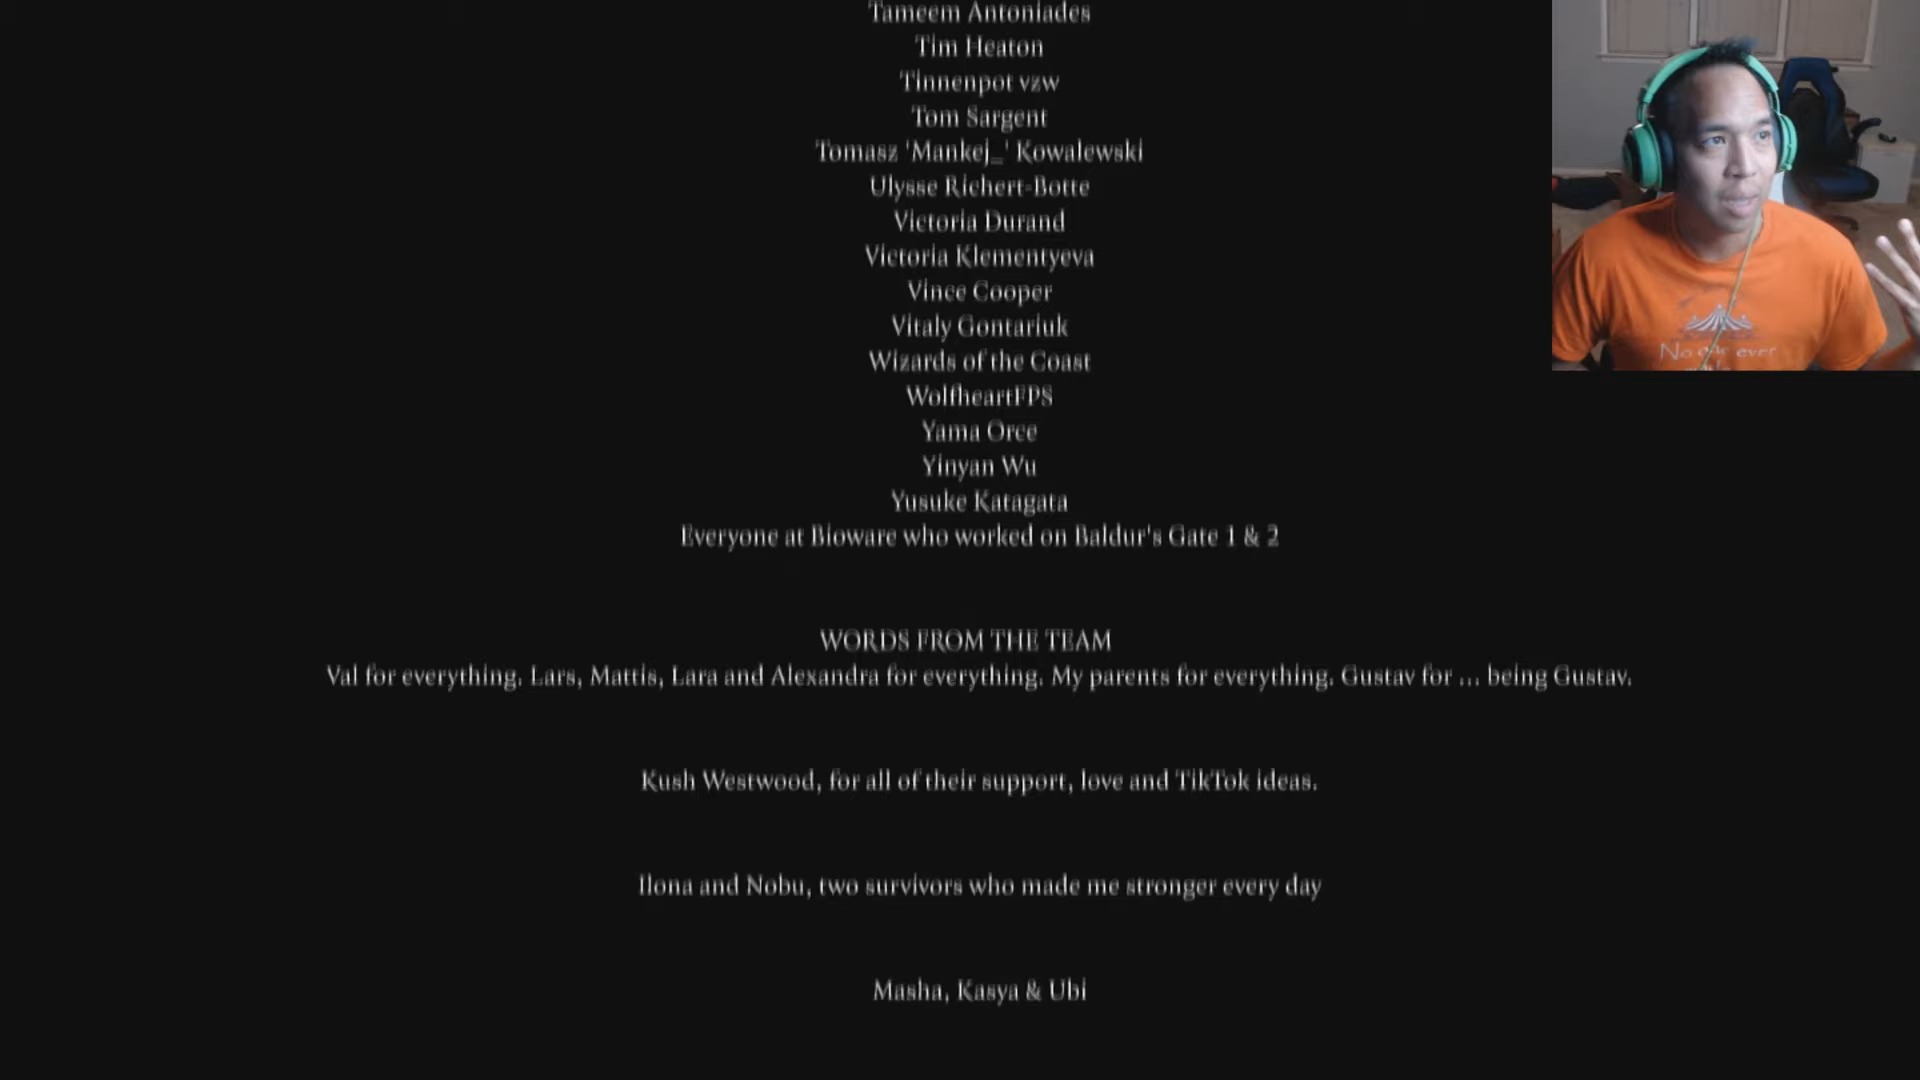 Tameem Antoniades
Tim Heaton
Tinnenpot vzw
Tom Sargent
Tomasz 'Mankej_' Kowalewski
Ulysse Richert-Botte
Victoria Durand
Victoria Klementyeva
Vince Cooper
Vitaly Gontariuk
Wizards of the Coast
WolfheartFPS
Yama Orce
Yinyan Wu
Yusuke Katagata
Everyone at Bioware who worked on Baldur's Gate 1 & 2
WORDS FROM THE TEAM
Val for everything. Lars, Mattis, Lara and Alexandra for everything. My parents for everything. Gustav for ... being Gustav.
Kush Westwood, for all of their support, love and TikTok ideas.
Ilona and Nobu, two survivors who made me stronger every day
Masha, Kasya & Ubi
No one ever